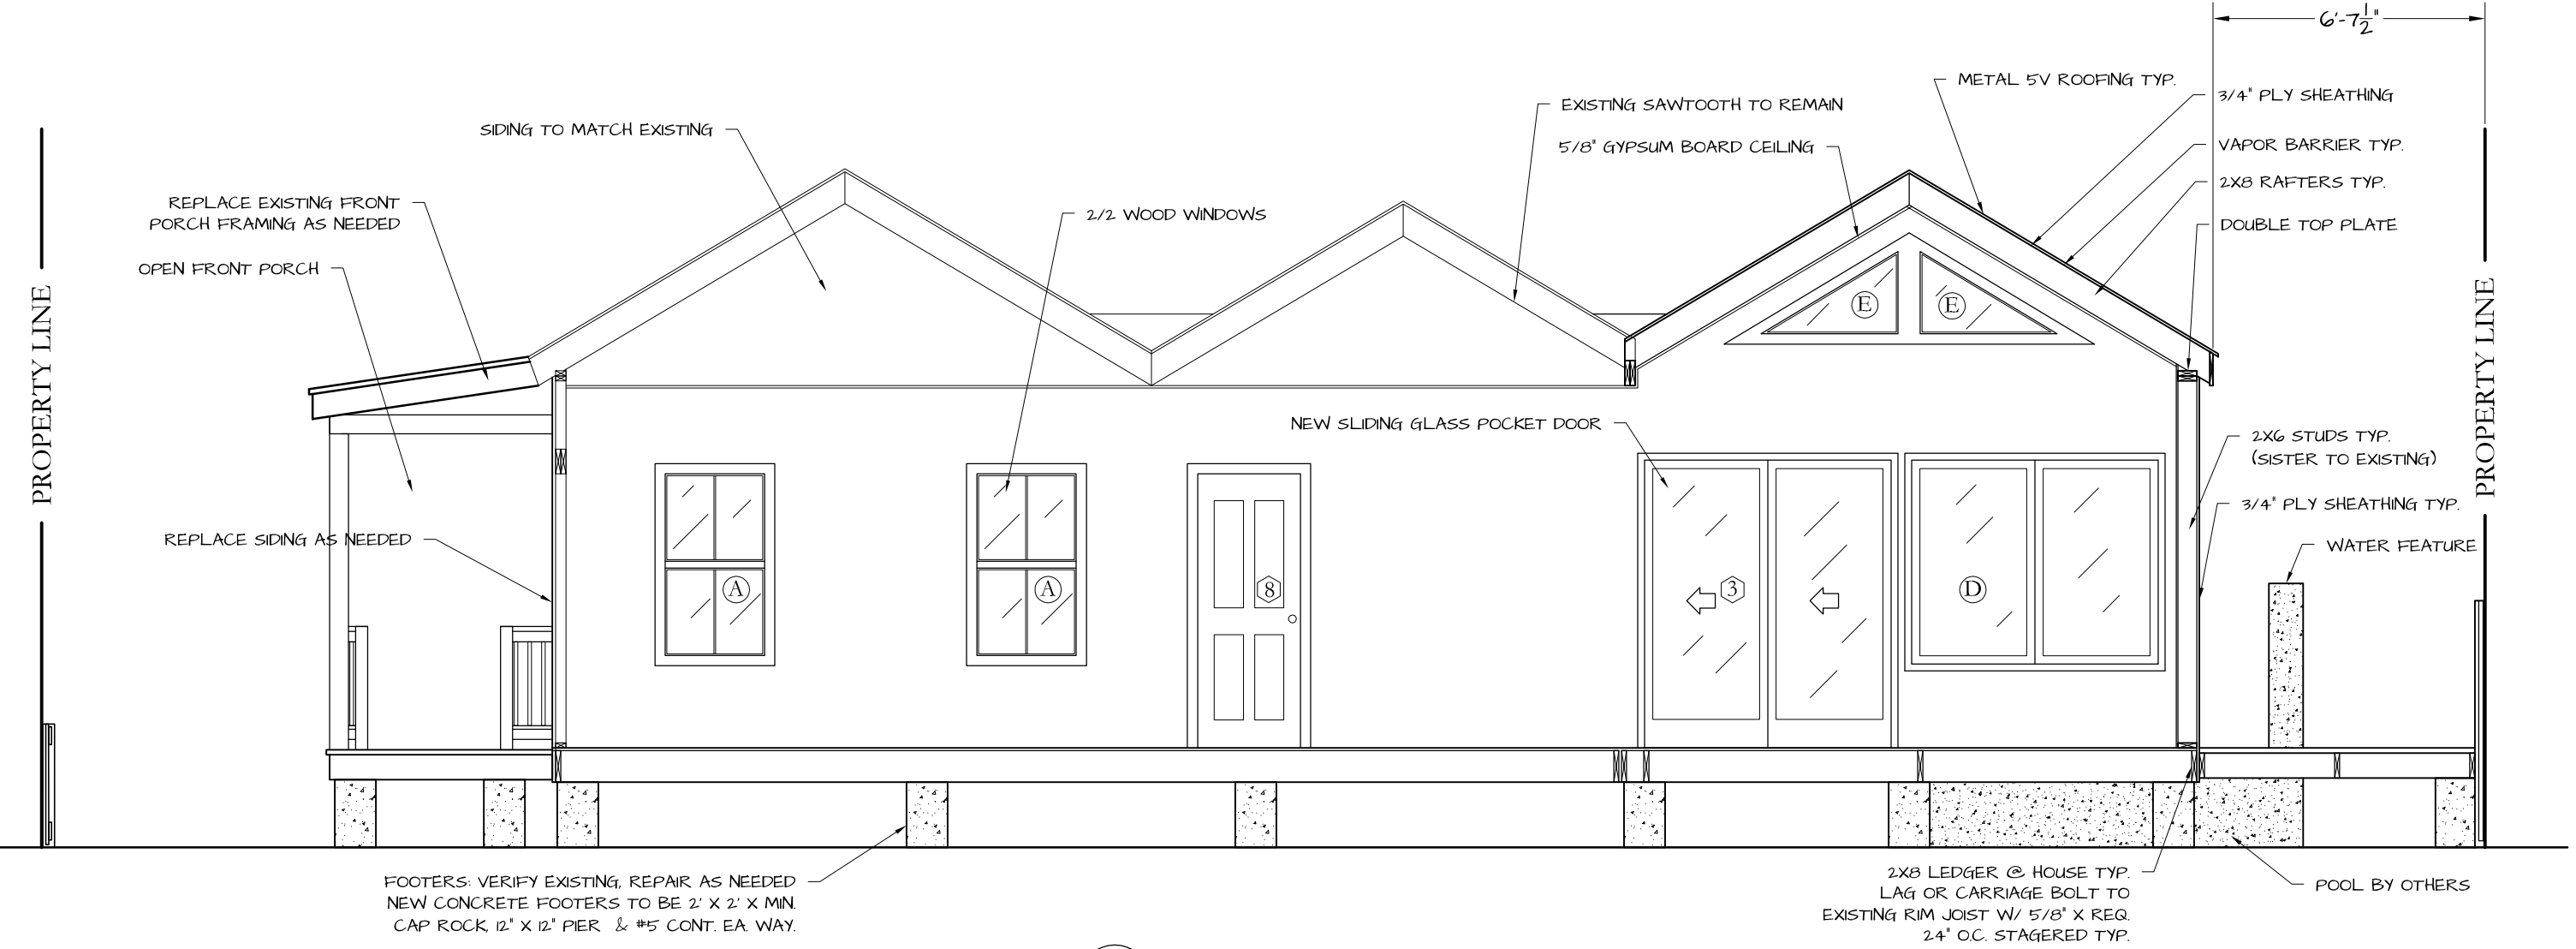 6'-7 1/2"
METAL 5V ROOFING TYP.
3/4" PLY SHEATHING
EXISTING SAWTOOTH TO REMAIN
SIDING TO MATCH EXISTING
5/8" GYPSUM BOARD CEILING
VAPOR BARRIER TYP.
2X8 RAFTERS TYP.
REPLACE EXISTING FRONT
PORCH FRAMING AS NEEDED
2/2 WOOD WINDOWS
DOUBLE TOP PLATE
OPEN FRONT PORCH
E
E
PROPERTY LINE
PROPERTY LINE
NEW SLIDING GLASS POCKET DOOR
2X6 STUDS TYP.
(SISTER TO EXISTING)
3/4" PLY SHEATHING TYP.
REPLACE SIDING AS NEEDED
WATER FEATURE
A
A
8
3
D
FOOTERS: VERIFY EXISTING, REPAIR AS NEEDED
NEW CONCRETE FOOTERS TO BE 2' X 2' X MIN.
CAP ROCK, 12" X 12" PIER & #5 CONT. EA. WAY.
2X8 LEDGER @ HOUSE TYP.
LAG OR CARRIAGE BOLT TO
EXISTING RIM JOIST W/ 5/8" X REQ.
24" O.C. STAGERED TYP.
POOL BY OTHERS